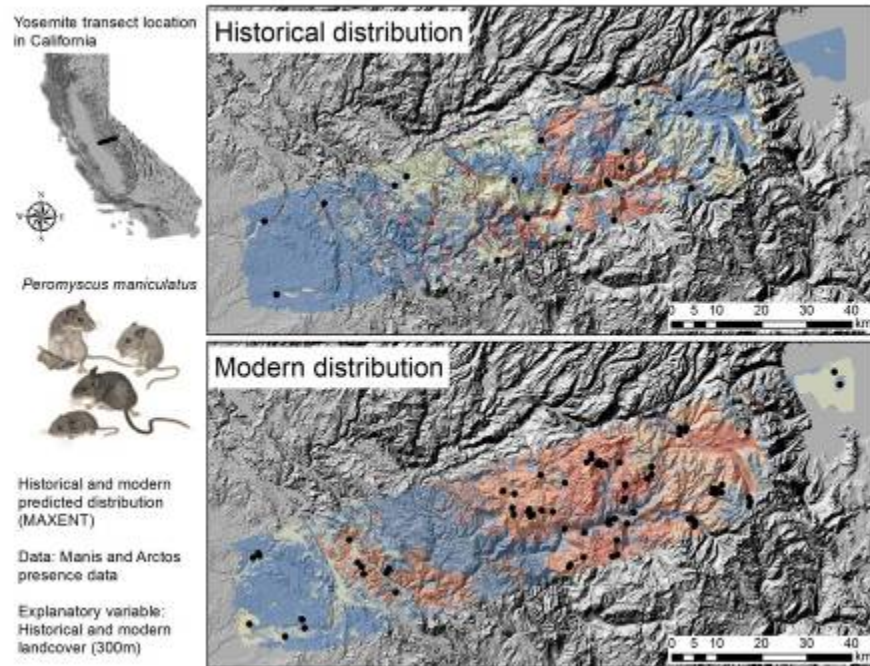 Yosemite transect location
in California
N
W
E
S
Peromyscus maniculatus
Historical and modern
predicted distribution
(MAXENT)
Data: Manis and Arctos
presence data
Explanatory variable:
Historical and modern
landcover (300m)
Historical distribution
0 5 10 20 30 40
km
Modern distribution
0 5 10 20 30 40
km